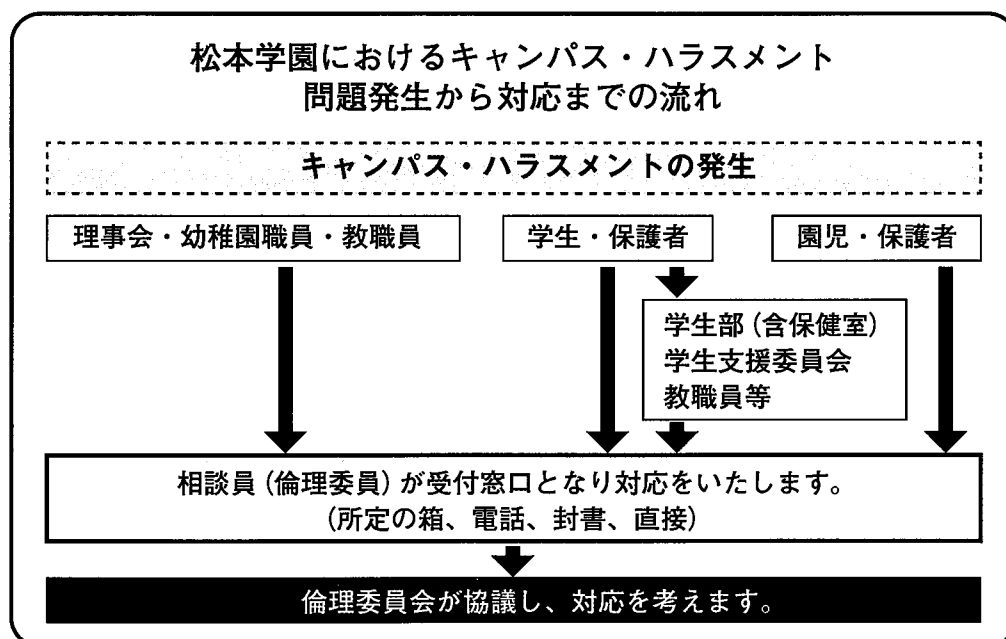 松本学園におけるキャンパス・ハラスメント
問題発生から対応までの流れ
キャンパス・ハラスメントの発生
理事会・幼稚園職員・教職員
学生・保護者
園児・保護者
学生部(含保健室)
学生支援委員会
教職員等
相談員(倫理委員)が受付窓口となり対応をいたします。
(所定の箱、電話、封書、直接)
倫理委員会が協議し、対応を考えます。